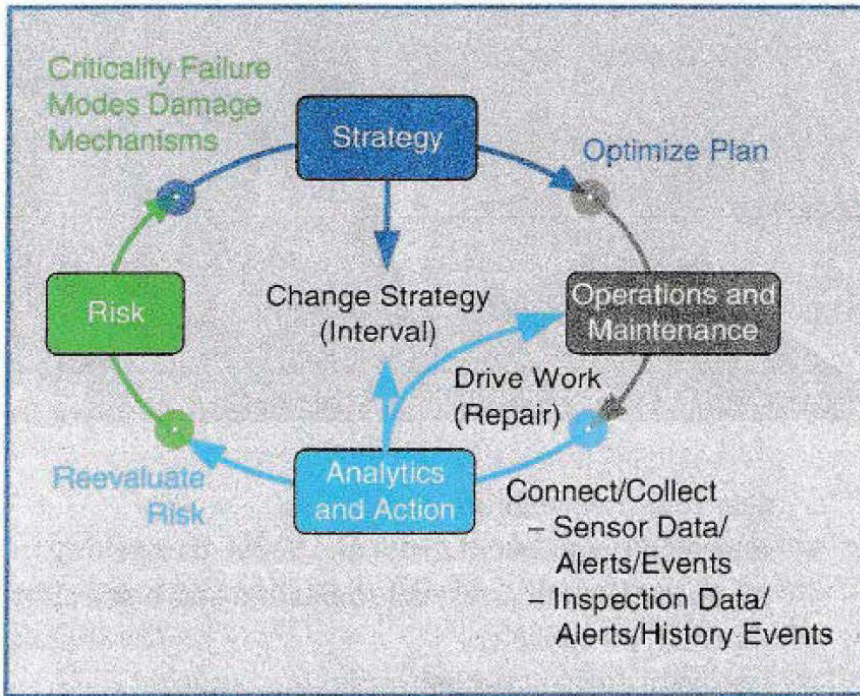 Criticality Failure
Modes Damage
Mechanisms
Strategy
Optimize Plan
Risk
Change Strategy
(Interval)
Operations and
Maintenance
Drive Work
(Repair)
Reevaluate
Risk
Analytics
and Action
Connect/Collect
– Sensor Data/
Alerts/Events
– Inspection Data/
Alerts/History Events